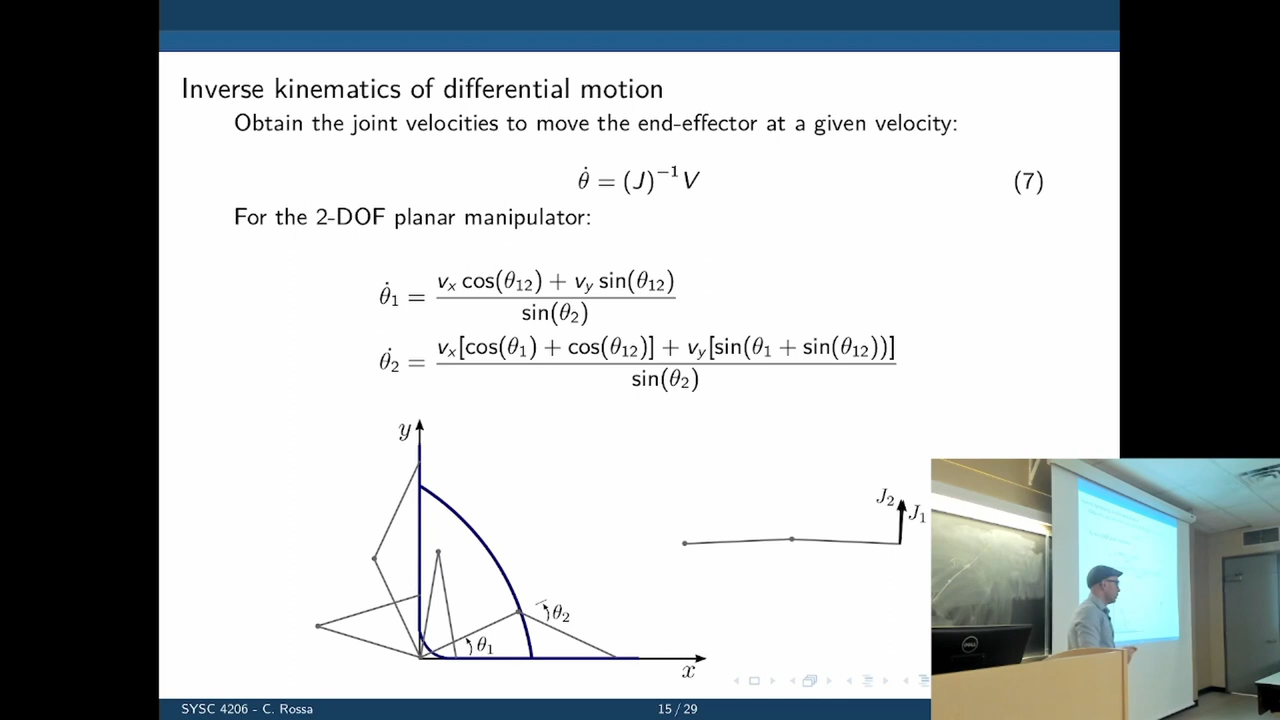 Inverse kinematics of differential motion
Obtain the joint velocities to move the end-effector at a given velocity:
θ̇ = (J)⁻¹ V (7)
For the 2-DOF planar manipulator:
θ̇₁ = (vₓ cos(θ₁₂) + v_y sin(θ₁₂)) / sin(θ₂)
θ̇₂ = (vₓ[cos(θ₁) + cos(θ₁₂)] + v_y[sin(θ₁ + sin(θ₁₂))]) / sin(θ₂)
y
J₂ J₁
θ₂
θ₁
x
DELL
SYSC 4206 - C. Rossa 15 / 29